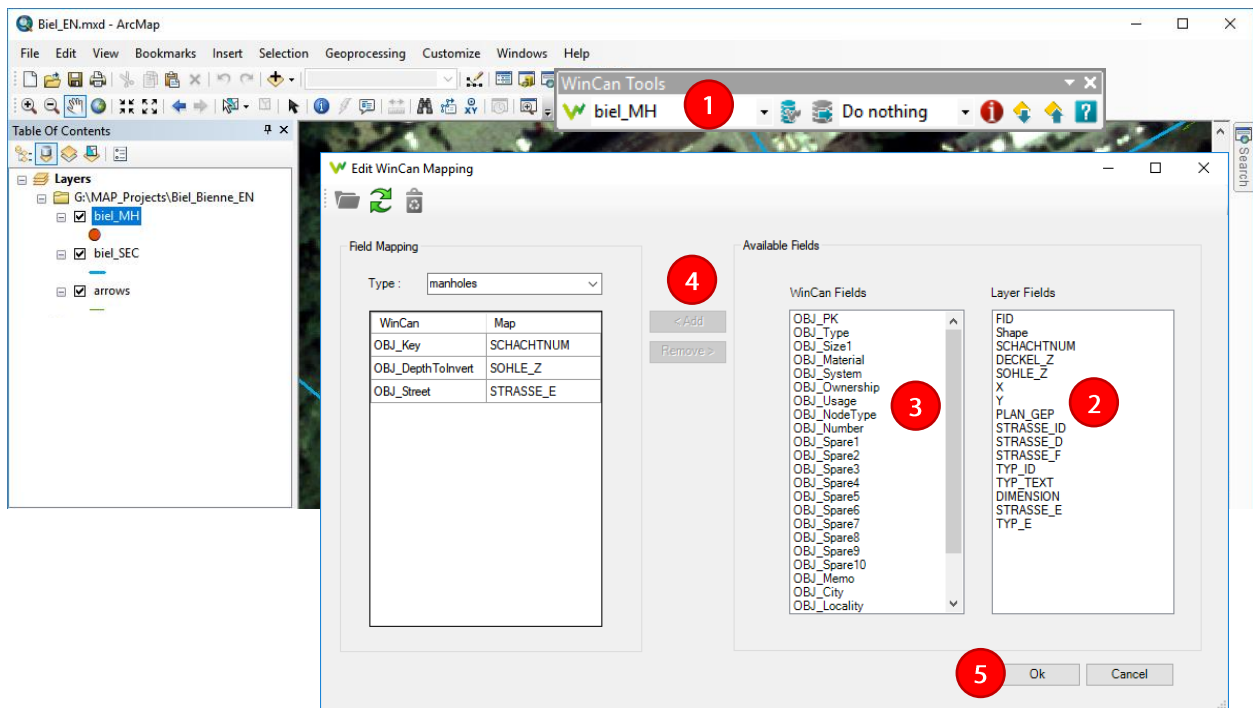 Biel_EN.mxd - ArcMap
File Edit View Bookmarks Insert Selection Geoprocessing Customize Windows Help
WinCan Tools
biel_MH
1
Do nothing
Table Of Contents
Layers
G:\MAP_Projects\Biel_Bienne_EN
biel_MH
biel_SEC
arrows
Search
Edit WinCan Mapping
Field Mapping
Type :
manholes
WinCan Map
OBJ_Key SCHACHTNUM
OBJ_DepthToInvert SOHLE_Z
OBJ_Street STRASSE_E
4
< Add
Remove >
Available Fields
WinCan Fields
OBJ_PK
OBJ_Type
OBJ_Size1
OBJ_Material
OBJ_System
OBJ_Ownership
OBJ_Usage
OBJ_NodeType
OBJ_Number
OBJ_Spare1
OBJ_Spare2
OBJ_Spare3
OBJ_Spare4
OBJ_Spare5
OBJ_Spare6
OBJ_Spare7
OBJ_Spare8
OBJ_Spare9
OBJ_Spare10
OBJ_Memo
OBJ_City
OBJ_Locality
3
Layer Fields
FID
Shape
SCHACHTNUM
DECKEL_Z
SOHLE_Z
X
Y
PLAN_GEP
STRASSE_ID
STRASSE_D
STRASSE_F
TYP_ID
TYP_TEXT
DIMENSION
STRASSE_E
TYP_E
2
5
Ok
Cancel